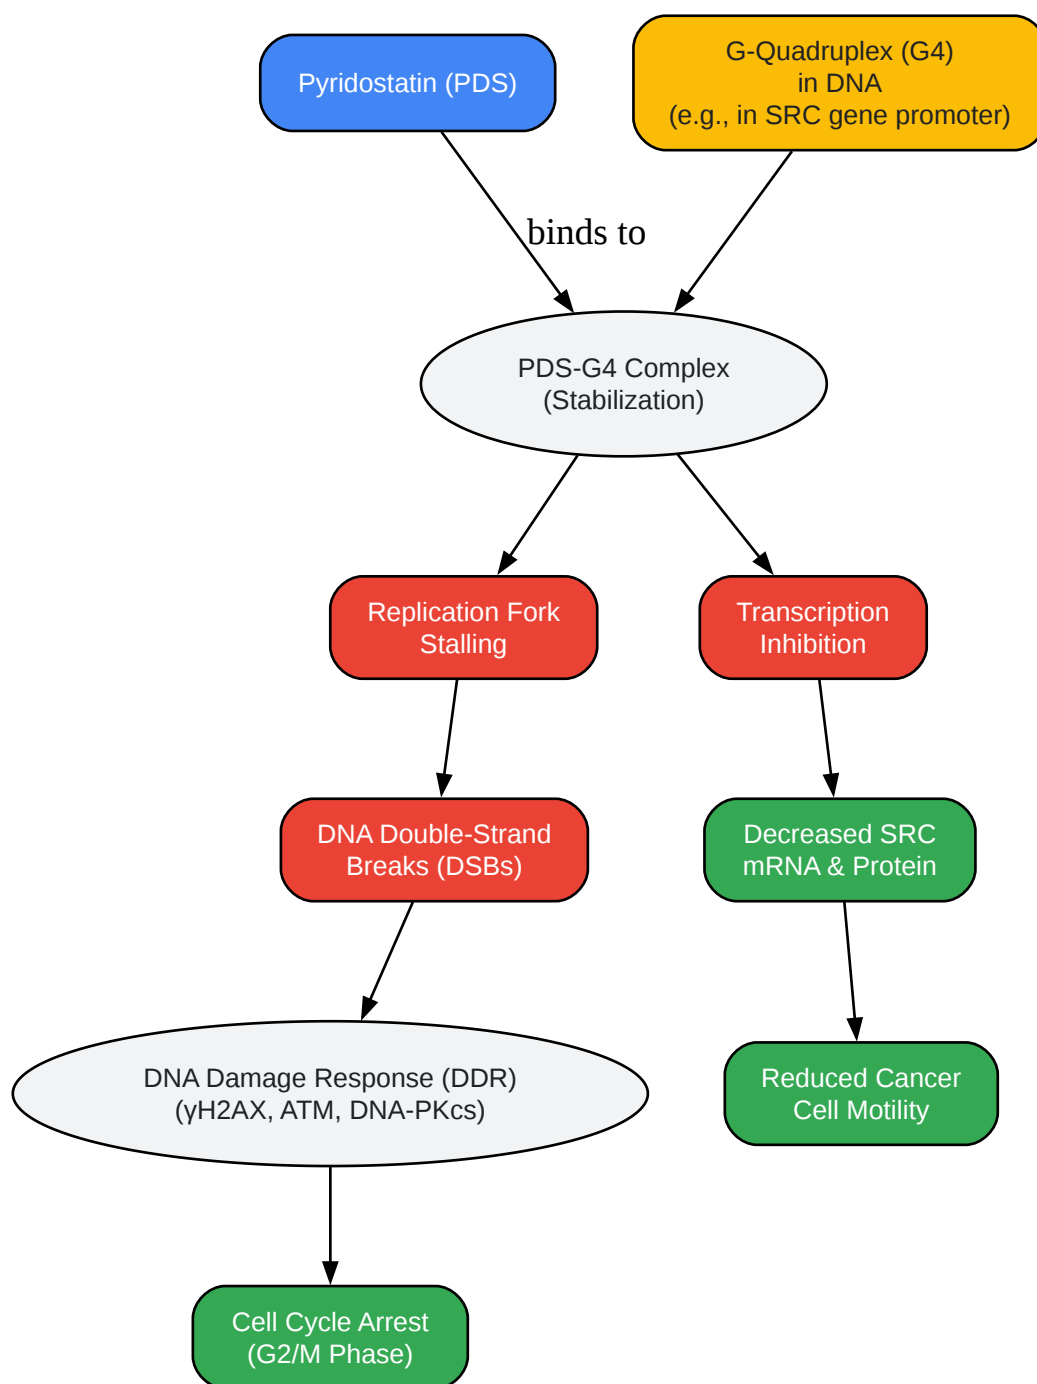 Pyridostatin (PDS)
G-Quadruplex (G4)
in DNA
(e.g., in SRC gene promoter)
binds to
PDS-G4 Complex
(Stabilization)
Replication Fork
Stalling
Transcription
Inhibition
DNA Double-Strand
Breaks (DSBs)
Decreased SRC
mRNA & Protein
DNA Damage Response (DDR)
(γH2AX, ATM, DNA-PKcs)
Reduced Cancer
Cell Motility
Cell Cycle Arrest
(G2/M Phase)